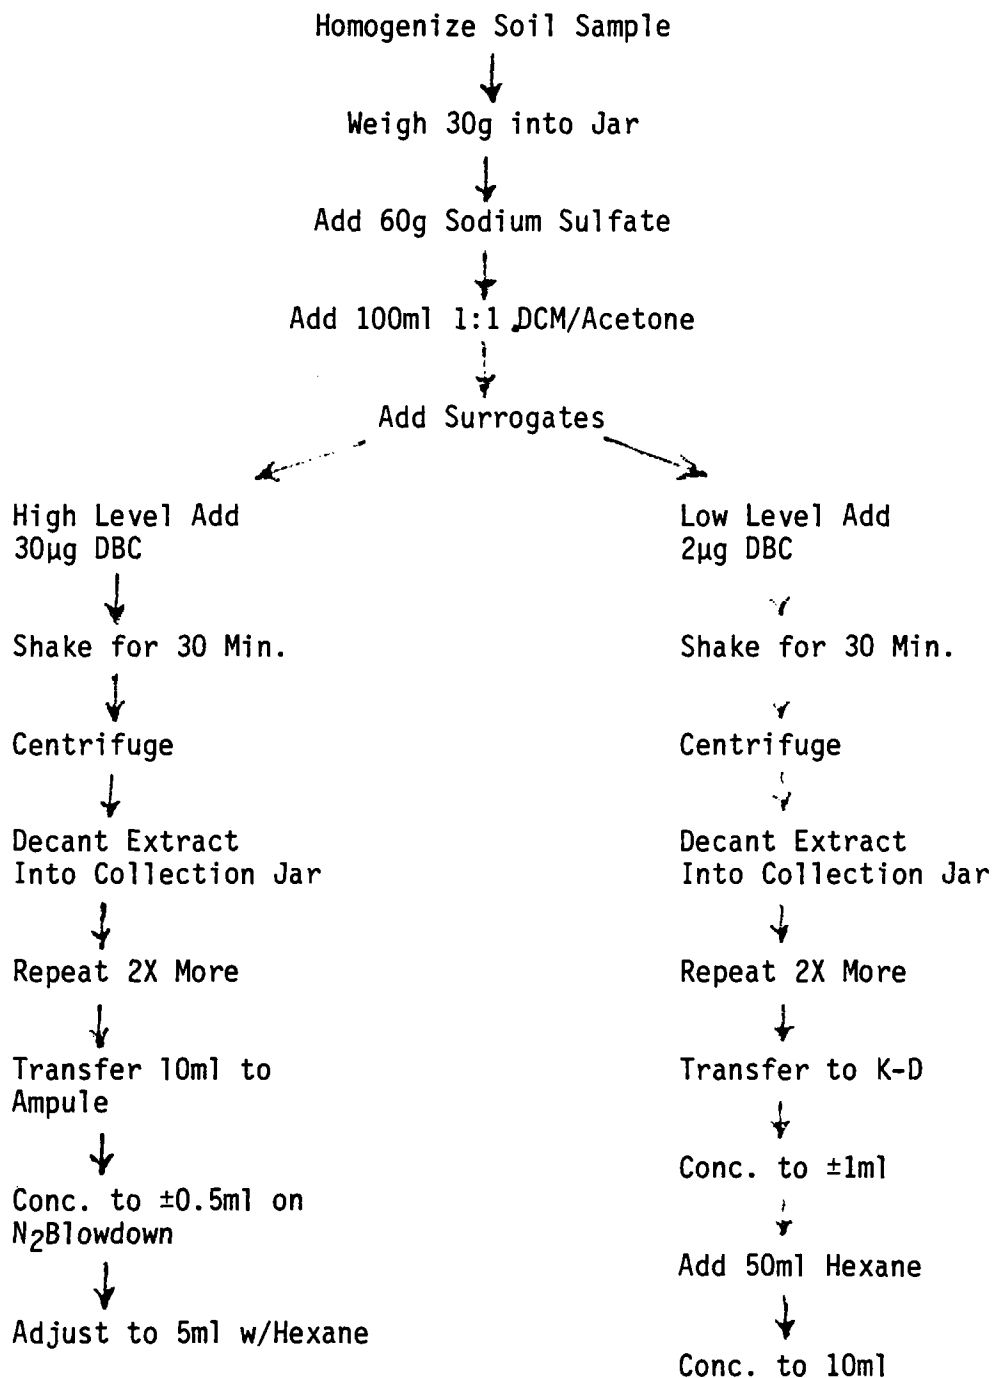 Homogenize Soil Sample
Weigh 30g into Jar
Add 60g Sodium Sulfate
Add 100ml 1:1 DCM/Acetone
Add Surrogates
High Level Add
30µg DBC
Shake for 30 Min.
Centrifuge
Decant Extract
Into Collection Jar
Repeat 2X More
Transfer 10ml to
Ampule
Conc. to ±0.5ml on
N2Blowdown
Adjust to 5ml w/Hexane
Low Level Add
2µg DBC
Shake for 30 Min.
Centrifuge
Decant Extract
Into Collection Jar
Repeat 2X More
Transfer to K-D
Conc. to ±1ml
Add 50ml Hexane
Conc. to 10ml